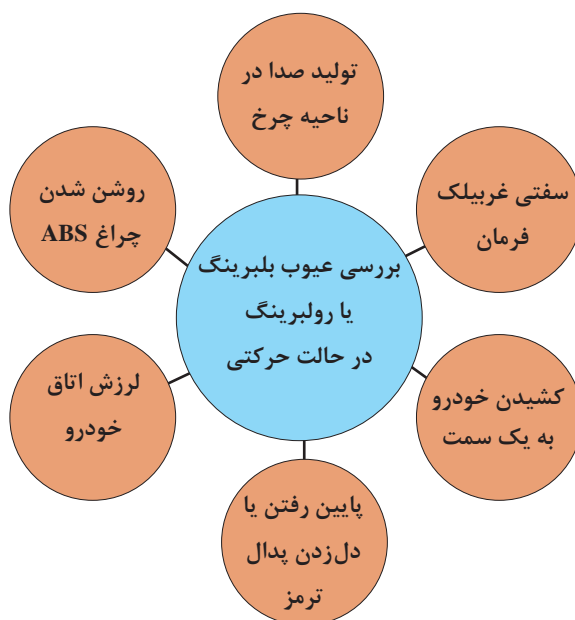 تولید صدا در
ناحیه چرخ
سفتی غربیلک
فرمان
روشن شدن
چراغ ABS
بررسی عیوب بلبرینگ
یا رولبرینگ
در حالت حرکتی
کشیدن خودرو
به یک سمت
لرزش اتاق
خودرو
پایین رفتن یا
دل‌زدن پدال
ترمز